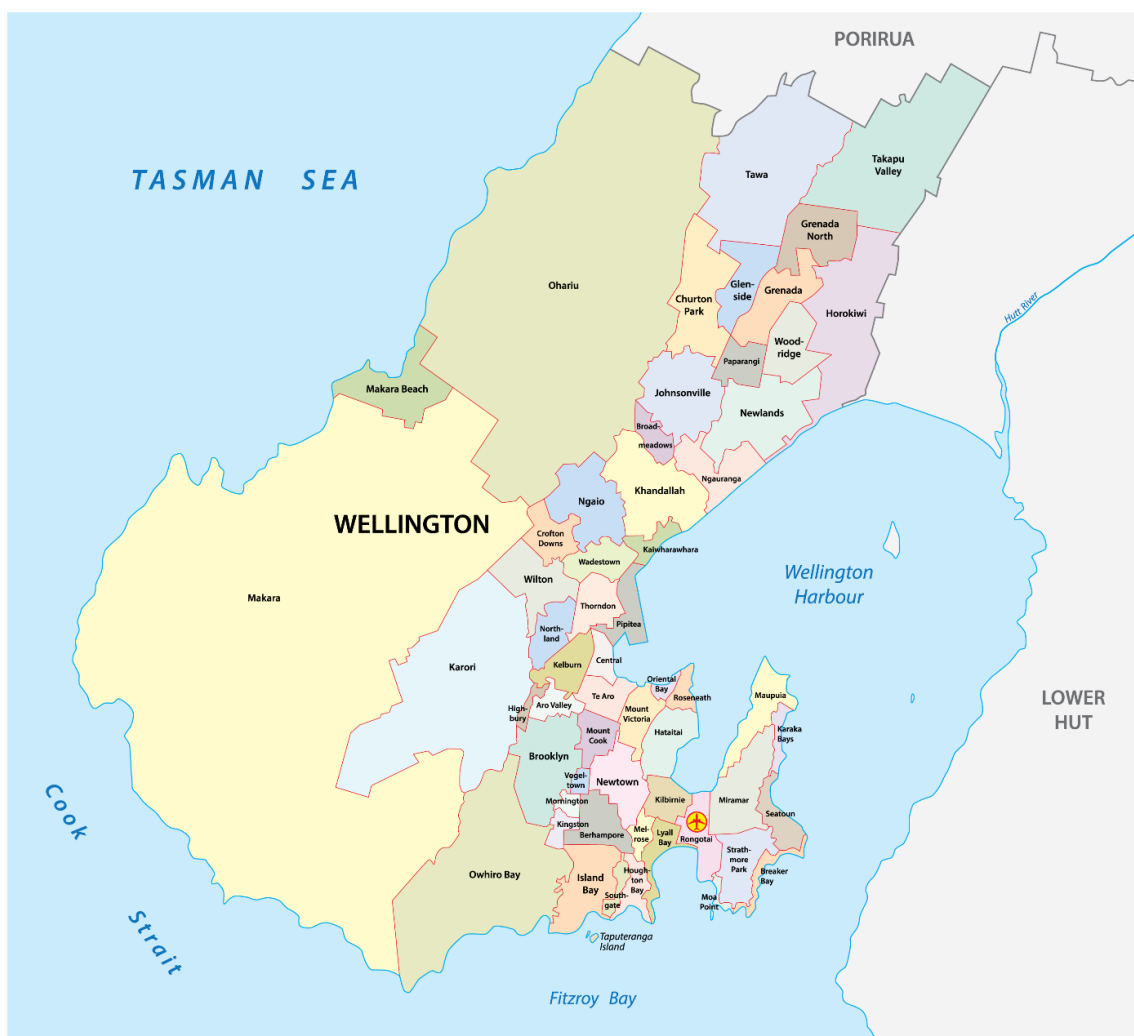 PORIRUA
TASMAN SEA
Takapu
Valley
Tawa
Grenada
North
Ohariu
Glen-
side
Grenada
Churton
Park
Horokiwi
Hutt River
Wood-
ridge
Paparangi
Makara Beach
Johnsonville
Newlands
Broad-
meadows
Ngauranga
Khandallah
Ngaio
WELLINGTON
Crofton
Downs
Kaiwharawhara
Wadestown
Wilton
Wellington
Harbour
Makara
Thorndon
Pipitea
North-
land
Karori
Kelburn
Central
Oriental
Bay
Roseneath
Maupuia
LOWER
HUT
Te Aro
Aro Valley
High-
bury
Mount
Victoria
Karaka
Bays
Mount
Cook
Hataitai
Brooklyn
Vogel-
town
Newtown
Mornington
Kilbirnie
Miramar
Seatoun
Kingston
Berhampore
Mel-
rose
Lyall
Bay
Rongotai
Cook
Strait
Strath-
more
Park
Breaker
Bay
Owhiro Bay
Island
Bay
Hough-
ton
Bay
South-
gate
Moa
Point
Taputeranga
Island
Fitzroy Bay